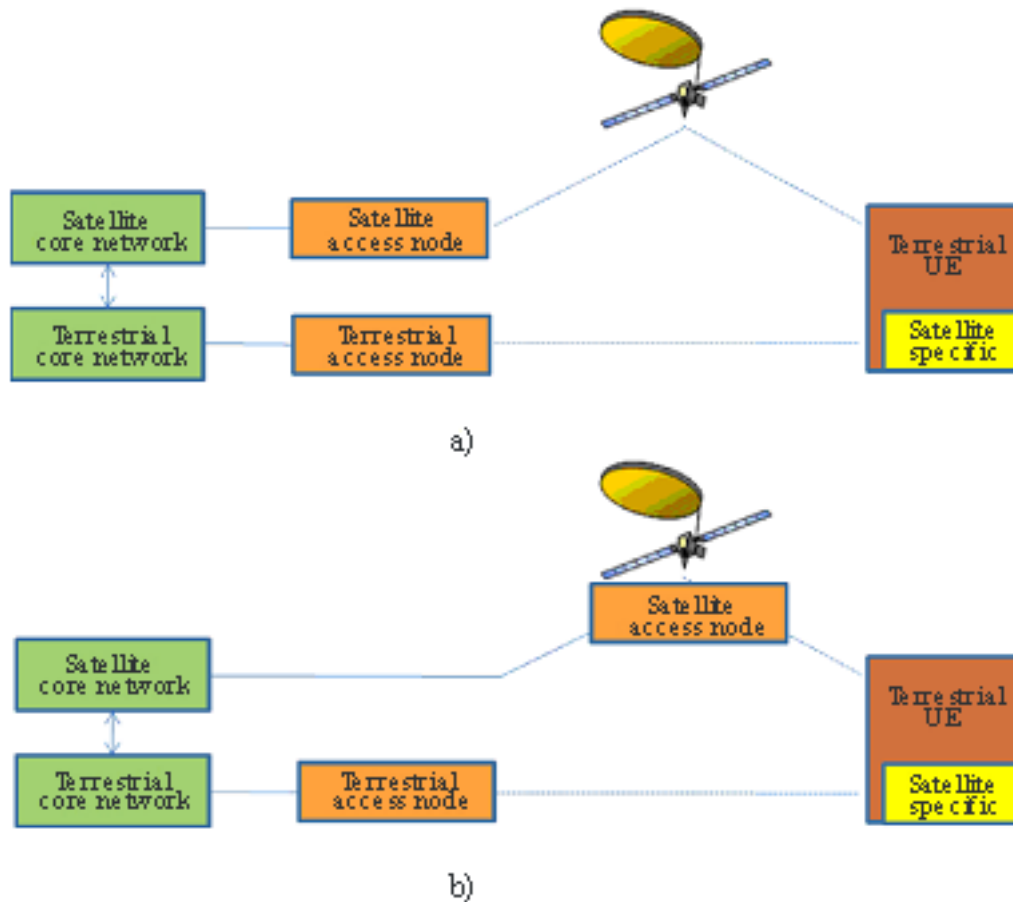 Satellite
core network
Satellite
access node
Terrestrial
UE
Satellite
specific
Terrestrial
core network
Terrestrial
access node
a)
Satellite
access node
Satellite
core network
Terrestrial
UE
Satellite
specific
Terrestrial
core network
Terrestrial
access node
b)